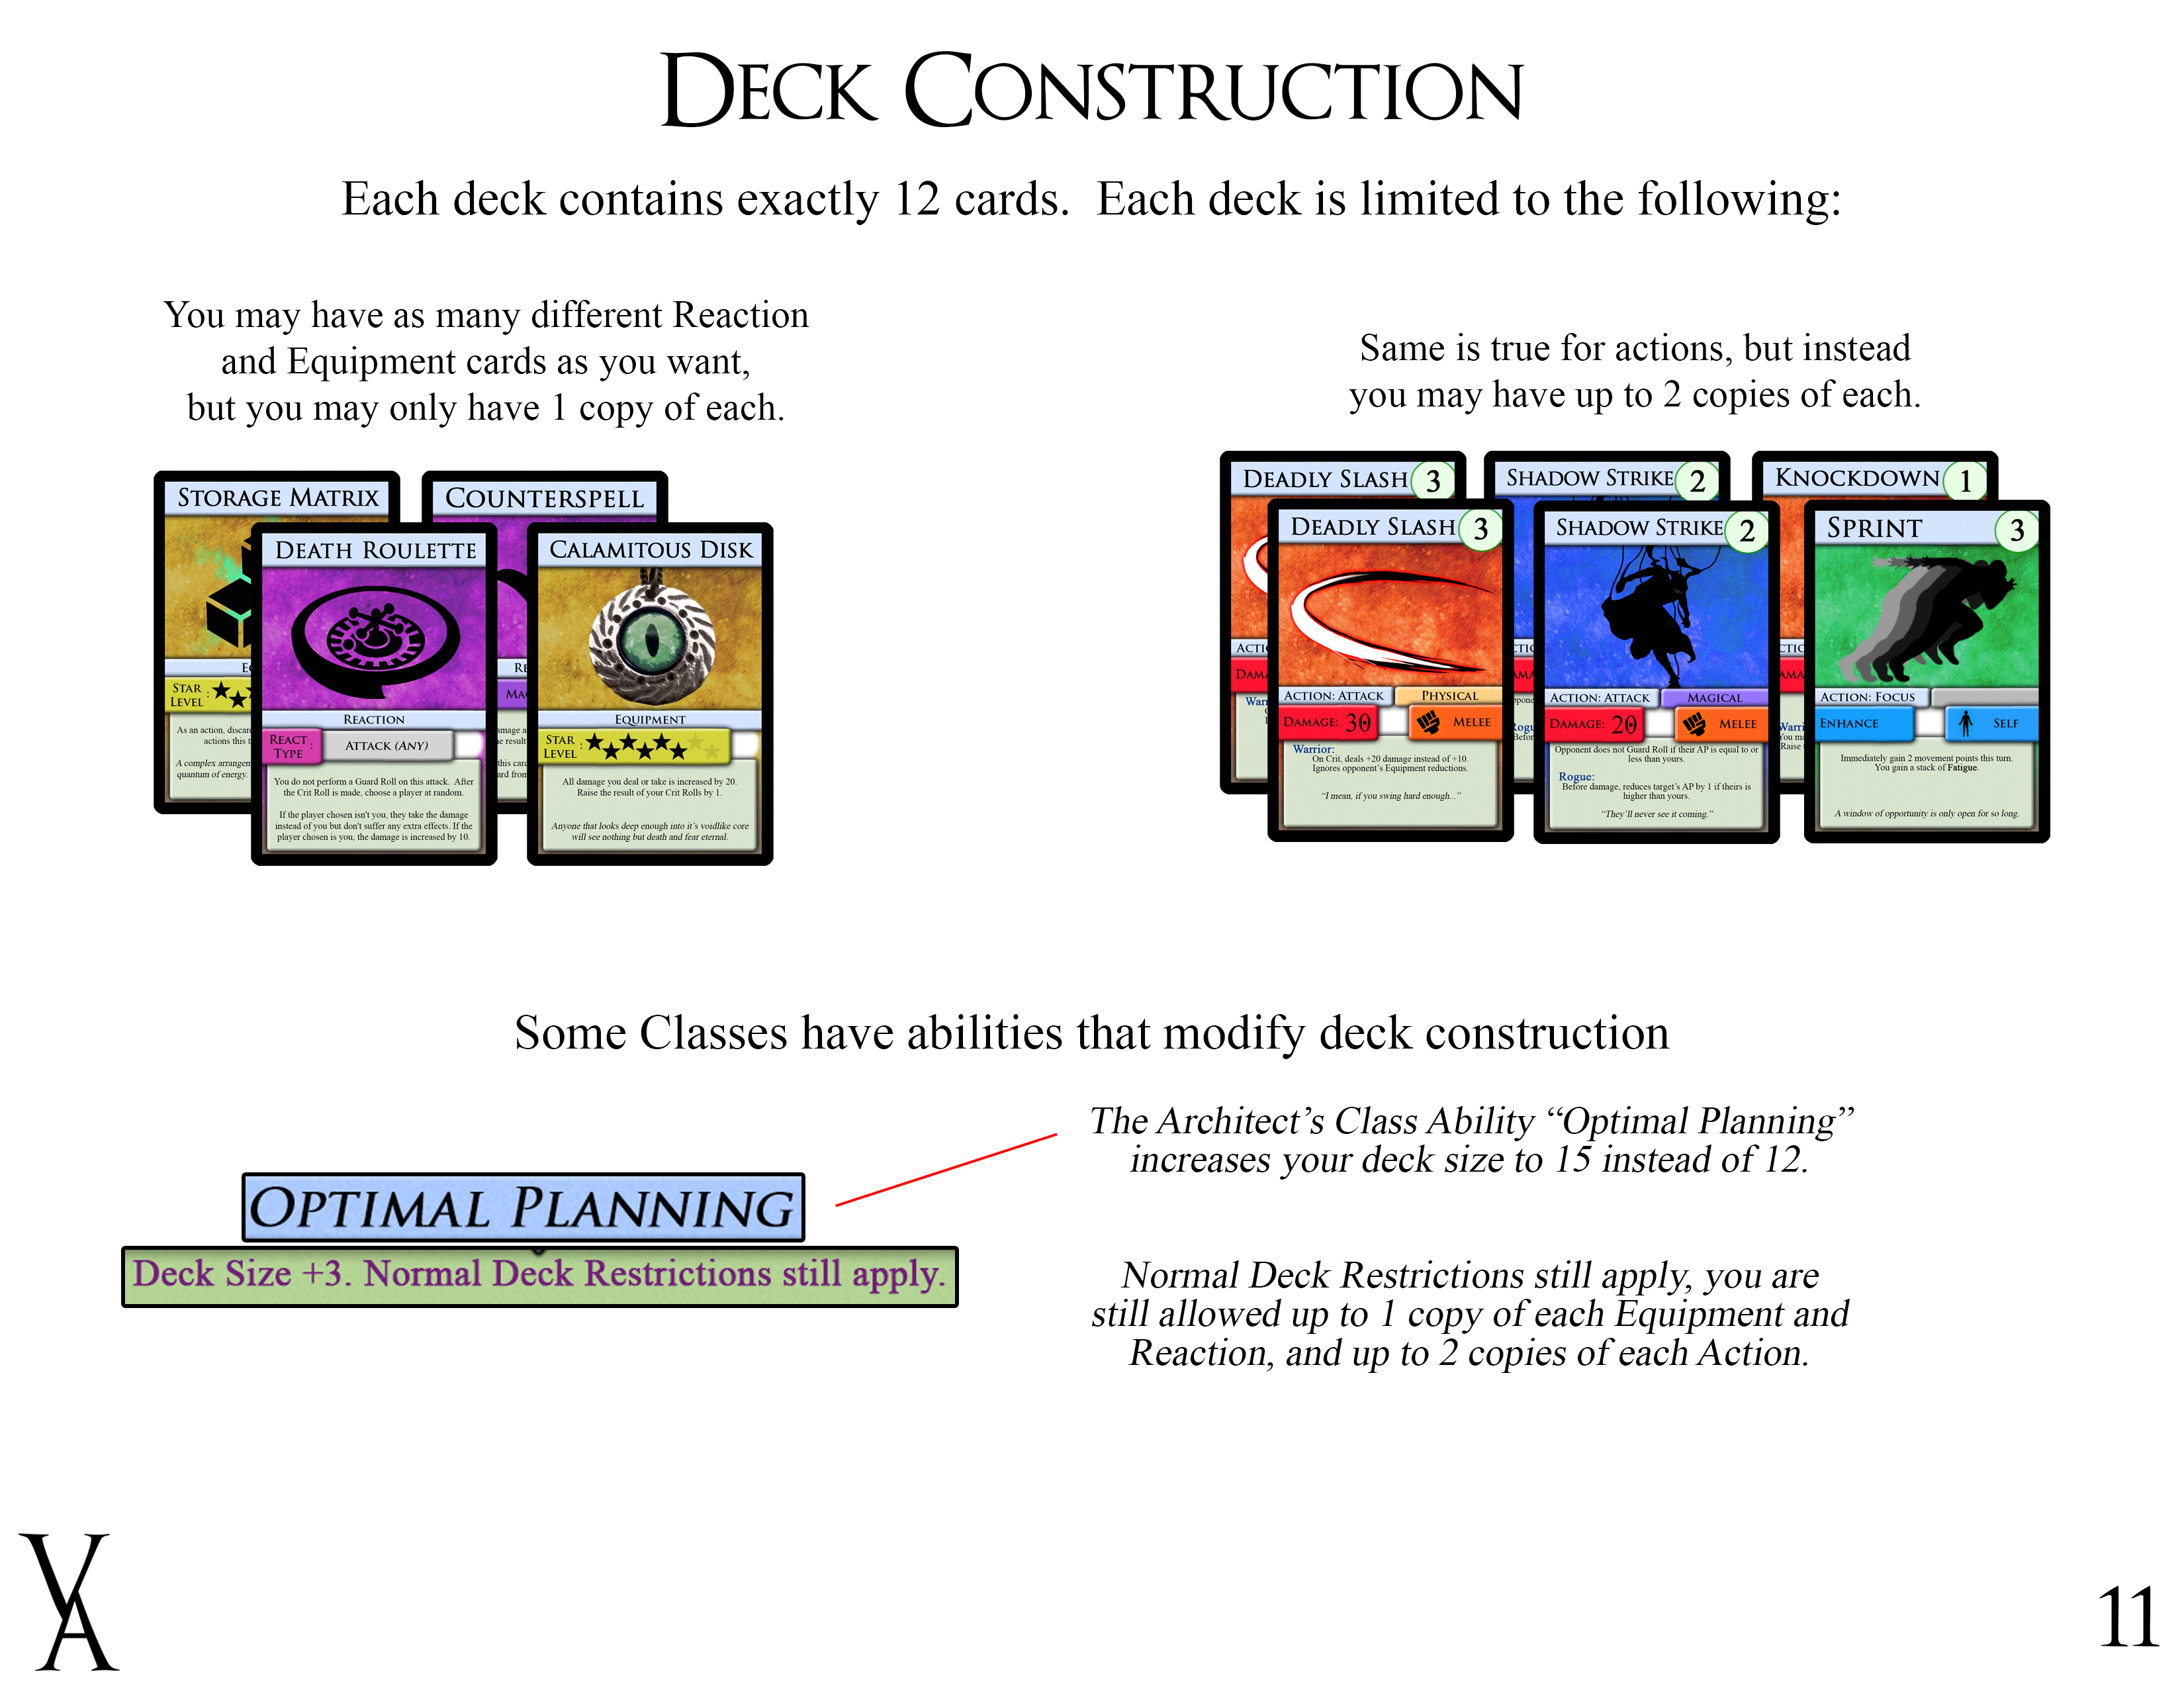 Deck Construction
Each deck contains exactly 12 cards.  Each deck is limited to the following:
You may have as many different Reaction
and Equipment cards as you want,
but you may only have 1 copy of each.
Same is true for actions, but instead
you may have up to 2 copies of each.
Storage Matrix
Star
Level :
As an action, discard
actions this
A complex
quantum of energy.
Counterspell
Death Roulette
Reaction
React
Type :
Attack (Any)
You do not perform a Guard Roll on this attack.  After
the Crit Roll is made, choose a player at random.
If the player chosen isn't you, they take the damage
instead of you but don't suffer any extra effects. If the
player chosen is you, the damage is increased by 10.
Calamitous Disk
Equipment
Star
Level :
All damage you deal or take is increased by 20.
Raise the result of your Crit Rolls by 1.
Anyone that looks deep enough into it’s voidlike core
will see nothing but death and fear eternal.
Deadly Slash 3
Shadow Strike 2
Knockdown 1
Deadly Slash 3
Action: Attack Physical
Damage: 30 Melee
Warrior:
On Crit, deals +20 damage instead of +10.
Ignores opponent’s Equipment reductions.
“I mean, if you swing hard enough...”
Shadow Strike 2
Action: Attack Magical
Damage: 20 Melee
Opponent does not Guard Roll if their AP is equal to or
less than yours.
Rogue:
Before damage, reduces target’s AP by 1 if theirs is
higher than yours.
“They’ll never see it coming.”
Sprint 3
Action: Focus
Enhance Self
Immediately gain 2 movement points this turn.
You gain a stack of Fatigue.
A window of opportunity is only open for so long.
Some Classes have abilities that modify deck construction
The Architect’s Class Ability “Optimal Planning”
increases your deck size to 15 instead of 12.
Optimal Planning
Deck Size +3. Normal Deck Restrictions still apply.
Normal Deck Restrictions still apply, you are
still allowed up to 1 copy of each Equipment and
Reaction, and up to 2 copies of each Action.
VA
11